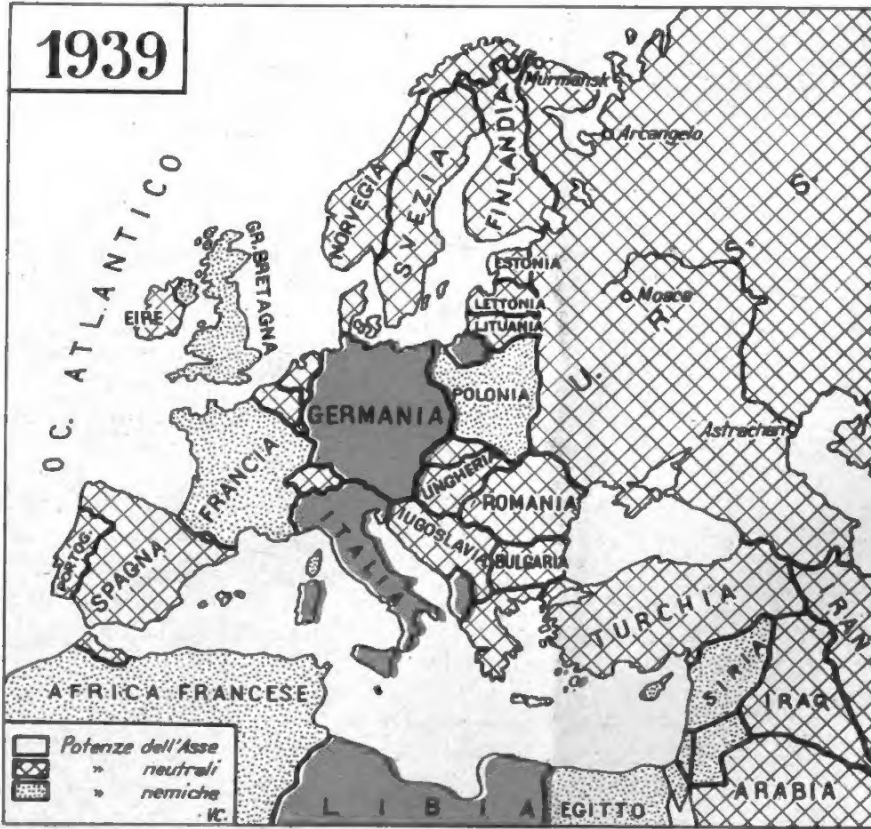 1939
Murmansk
Arcangelo
OC. ATLANTICO
NORVEGIA
SVEZIA
FINLANDIA
U. R. S. S.
GR. BRETAGNA
EIRE
ESTONIA
LETTONIA
LITUANIA
Mosca
POLONIA
GERMANIA
Astrachan
FRANCIA
UNGHERIA
ROMANIA
ITALIA
IUGOSLAVIA
BULGARIA
PORTOG.
SPAGNA
TURCHIA
IRAN
SIRIA
IRAQ
AFRICA FRANCESE
Potenze dell'Asse
" neutrali
" nemiche
VC.
LIBIA
EGITTO
ARABIA